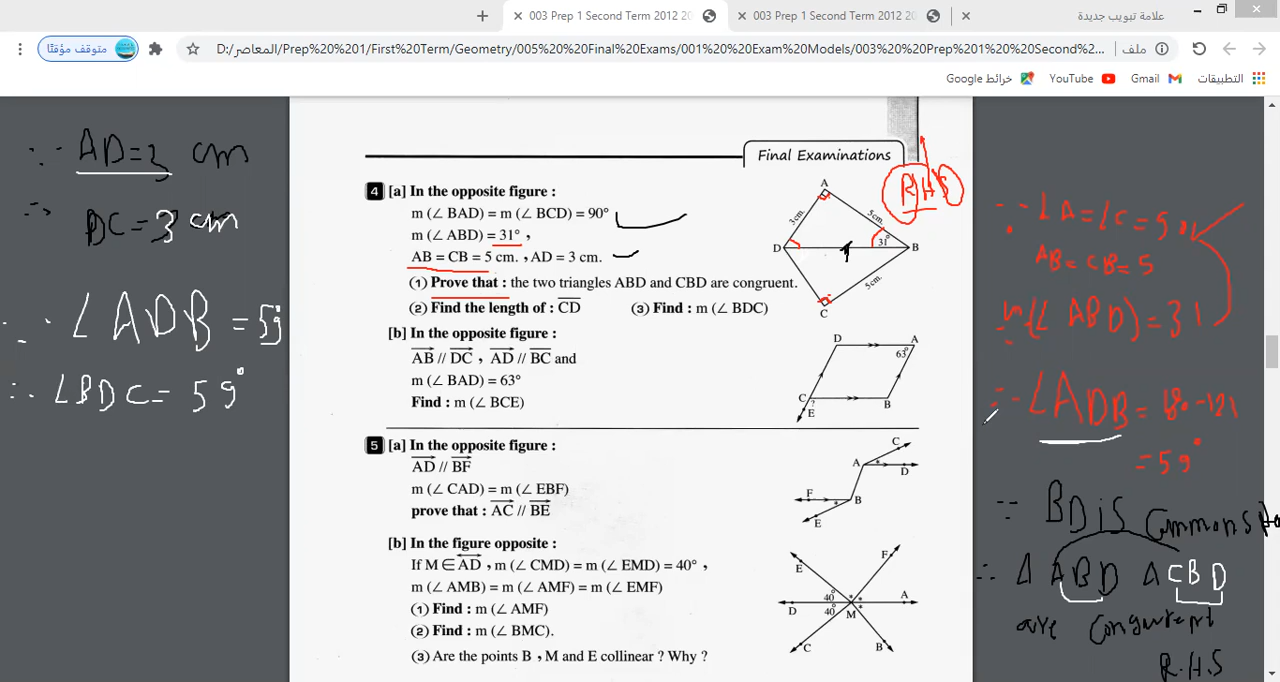 003 Prep 1 Second Term 2012 20
003 Prep 1 Second Term 2012 20
علامة تبويب جديدة
متوقف مؤقتًا
D:/Prep%20%201/First%20Term/Geometry/005%20Final%20Exams/001%20%20Exam%20Models/003%20%20Prep%201%20%20Second%2...المعاصر/
ملف
خرائط Google
YouTube
Gmail
التطبيقات
Final Examinations
R.H.S
4 [a] In the opposite figure :
m (∠ BAD) = m (∠ BCD) = 90°
m (∠ ABD) = 31° ,
AB = CB = 5 cm. , AD = 3 cm.
(1) Prove that : the two triangles ABD and CBD are congruent.
(2) Find the length of : CD (3) Find : m (∠ BDC)
A
3 cm.
5 cm.
D
31°
B
5 cm.
C
[b] In the opposite figure :
AB // DC , AD // BC and
m (∠ BAD) = 63°
Find : m (∠ BCE)
D
A
63°
C
?
E
B
5 [a] In the opposite figure :
AD // BF
m (∠ CAD) = m (∠ EBF)
prove that : AC // BE
C
A
D
F
B
E
[b] In the figure opposite :
If M ∈ AD , m (∠ CMD) = m (∠ EMD) = 40° ,
m (∠ AMB) = m (∠ AMF) = m (∠ EMF)
(1) Find : m (∠ AMF)
(2) Find : m (∠ BMC).
(3) Are the points B , M and E collinear ? Why ?
F
E
40°
A
D
40°
M
C
B
∵ AD = 3 cm
∴ DC = 3 cm
∵ ∠ADB = 59
∴ ∠BDC = 59°
AB = CB = 5
m(∠ ABD) = 31
∴ ∠ADB = 180 - 121
= 59°
∵ BD is
∴ Δ ABD Δ CBD
are
R.H.S